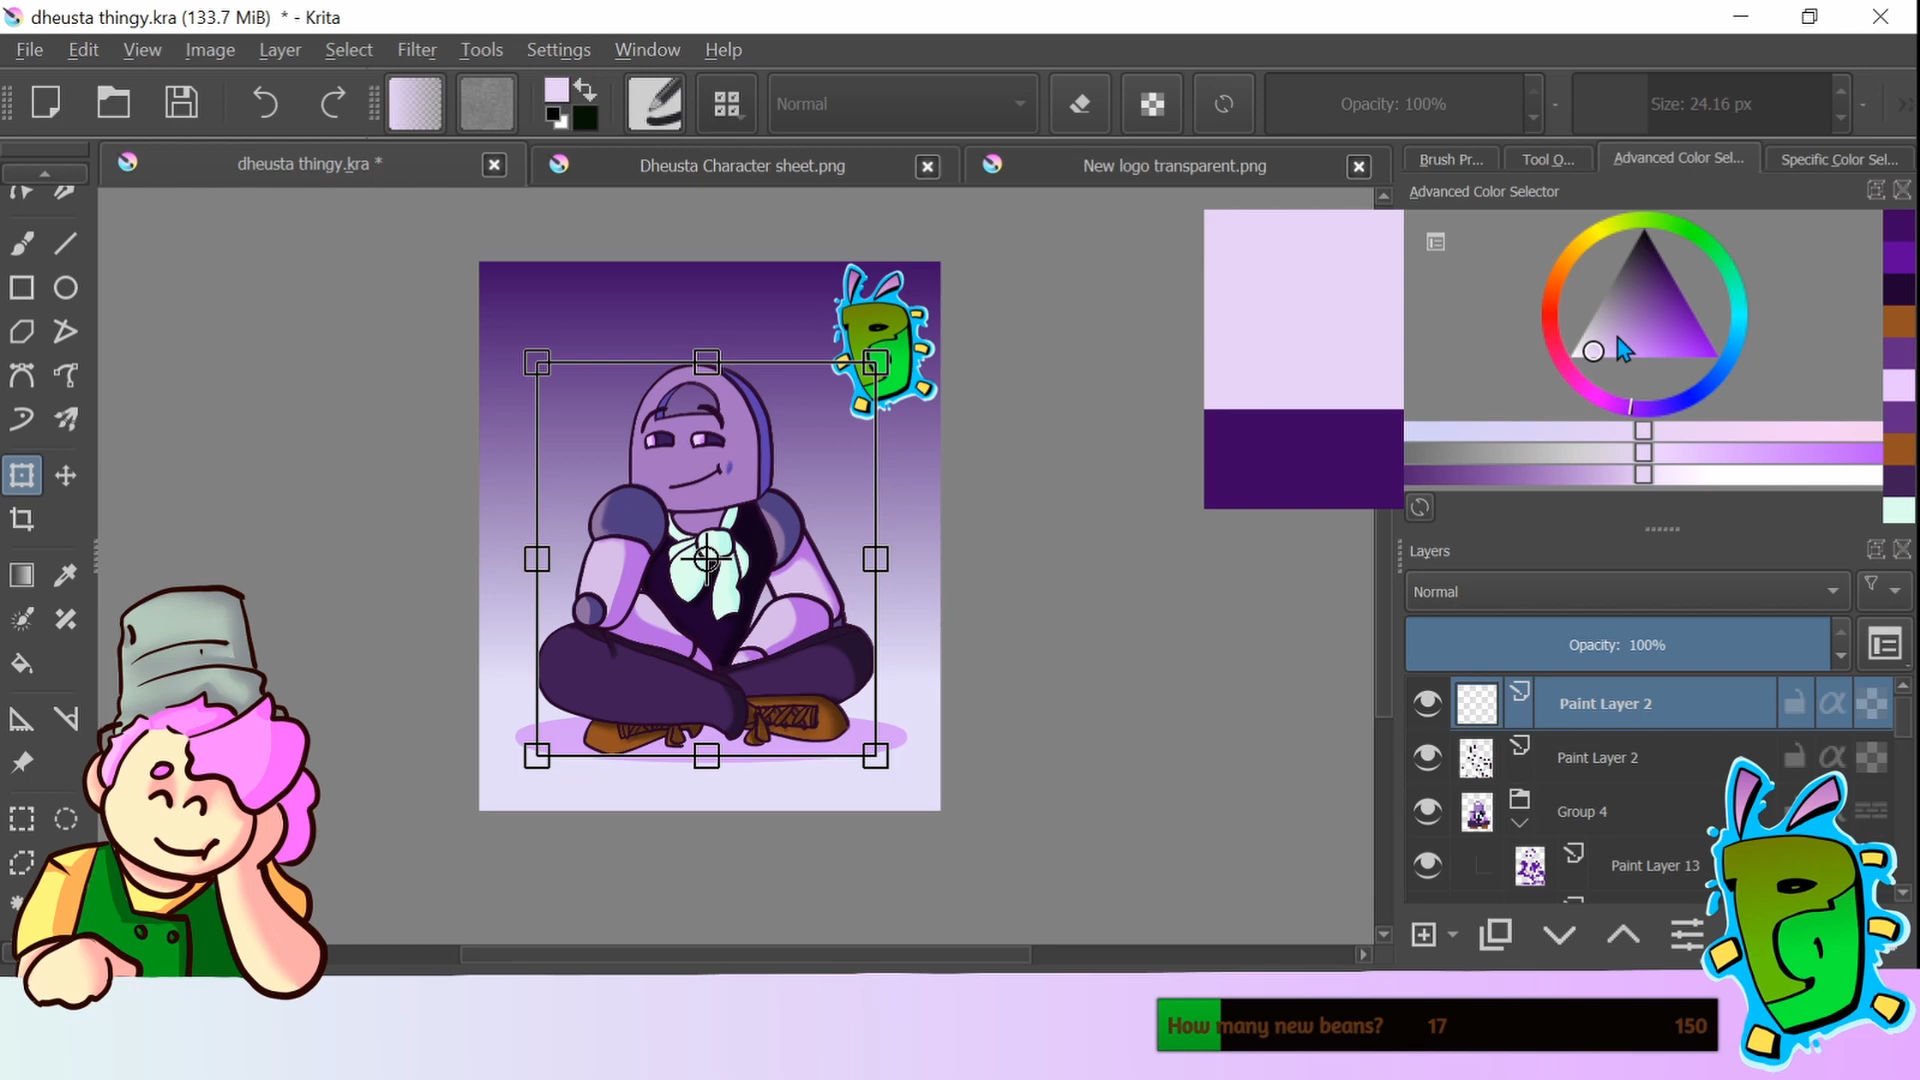 dheusta thingy.kra (133.7 MiB) * - Krita
File Edit View Image Layer Select Filter Tools Settings Window Help
Normal
Opacity: 100%
Size: 24.16 px
dheusta thingy.kra *
Dheusta Character sheet.png
New logo transparent.png
Brush Pr...
Tool O...
Advanced Color Sel...
Specific Color Sel...
Advanced Color Selector
Layers
Normal
Opacity: 100%
Paint Layer 2
Paint Layer 2
Group 4
Paint Layer 13
How many new beans? 17 150